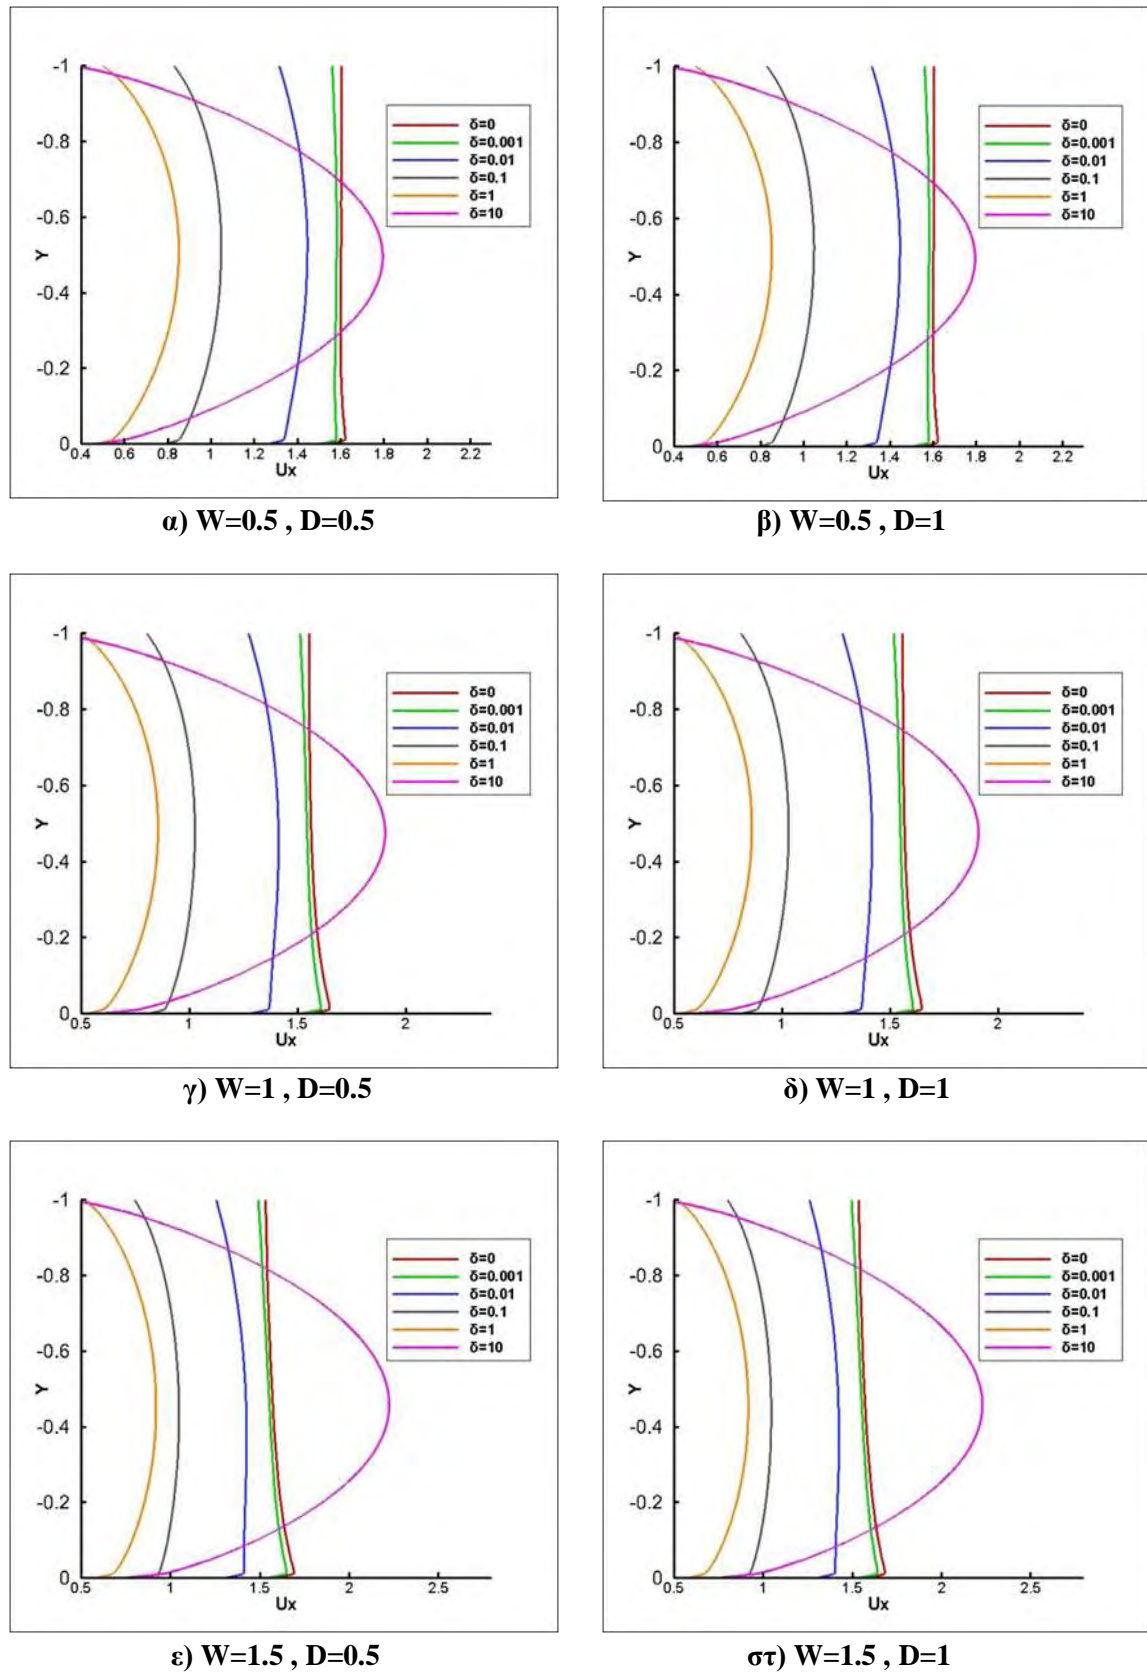 -1
-0.8
-0.6
Y
-0.4
-0.2
0
0.4 0.6 0.8 1 1.2 1.4 1.6 1.8 2 2.2
Ux
δ=0
δ=0.001
δ=0.01
δ=0.1
δ=1
δ=10
α) W=0.5 , D=0.5
-1
-0.8
-0.6
Y
-0.4
-0.2
0
0.4 0.6 0.8 1 1.2 1.4 1.6 1.8 2 2.2
Ux
δ=0
δ=0.001
δ=0.01
δ=0.1
δ=1
δ=10
β) W=0.5 , D=1
-1
-0.8
-0.6
Y
-0.4
-0.2
0
0.5 1 1.5 2
Ux
δ=0
δ=0.001
δ=0.01
δ=0.1
δ=1
δ=10
γ) W=1 , D=0.5
-1
-0.8
-0.6
Y
-0.4
-0.2
0
0.5 1 1.5 2
Ux
δ=0
δ=0.001
δ=0.01
δ=0.1
δ=1
δ=10
δ) W=1 , D=1
-1
-0.8
-0.6
Y
-0.4
-0.2
0
0.5 1 1.5 2 2.5
Ux
δ=0
δ=0.001
δ=0.01
δ=0.1
δ=1
δ=10
ε) W=1.5 , D=0.5
-1
-0.8
-0.6
Y
-0.4
-0.2
0
0.5 1 1.5 2 2.5
Ux
δ=0
δ=0.001
δ=0.01
δ=0.1
δ=1
δ=10
στ) W=1.5 , D=1